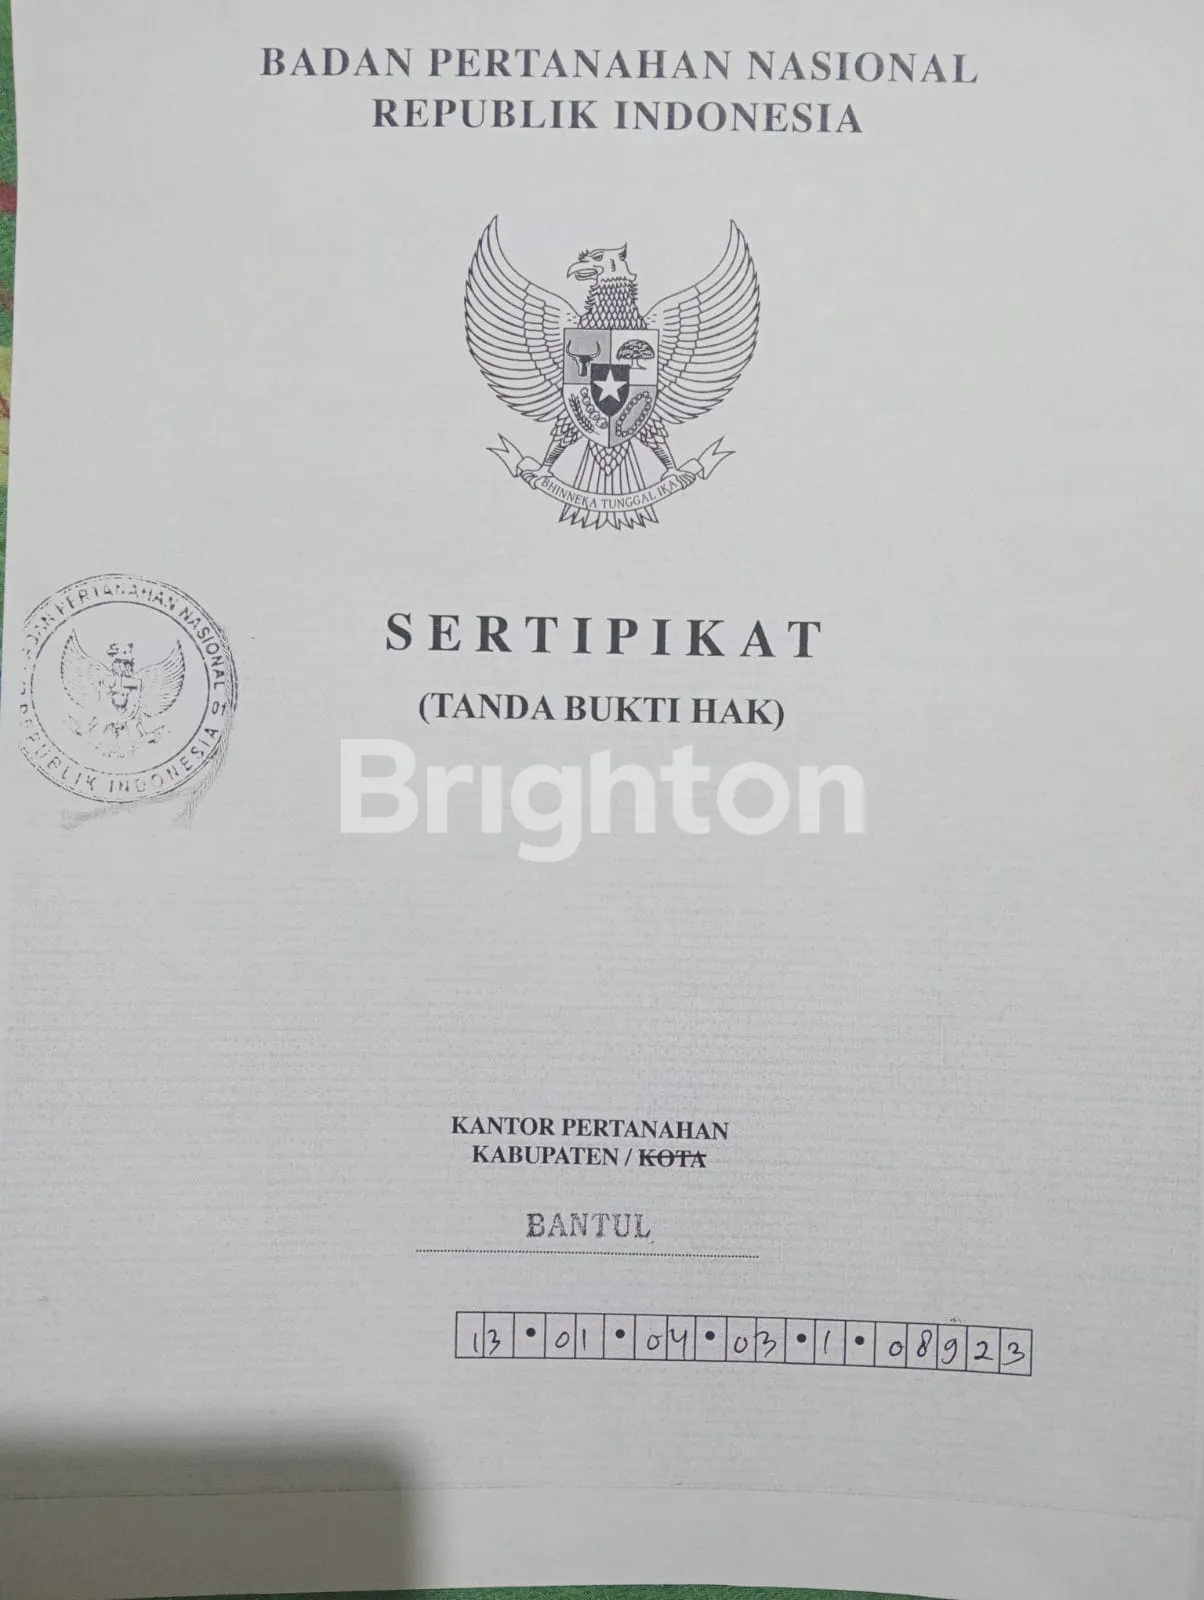 BADAN PERTANAHAN NASIONAL
REPUBLIK INDONESIA
BHINNEKA TUNGGAL IKA
BADAN PERTANAHAN NASIONAL
REPUBLIK INDONESIA
SERTIPIKAT
(TANDA BUKTI HAK)
Brighton
KANTOR PERTANAHAN
KABUPATEN / KOTA
BANTUL
13 • 01 • 04 • 03 • 1 • 08923